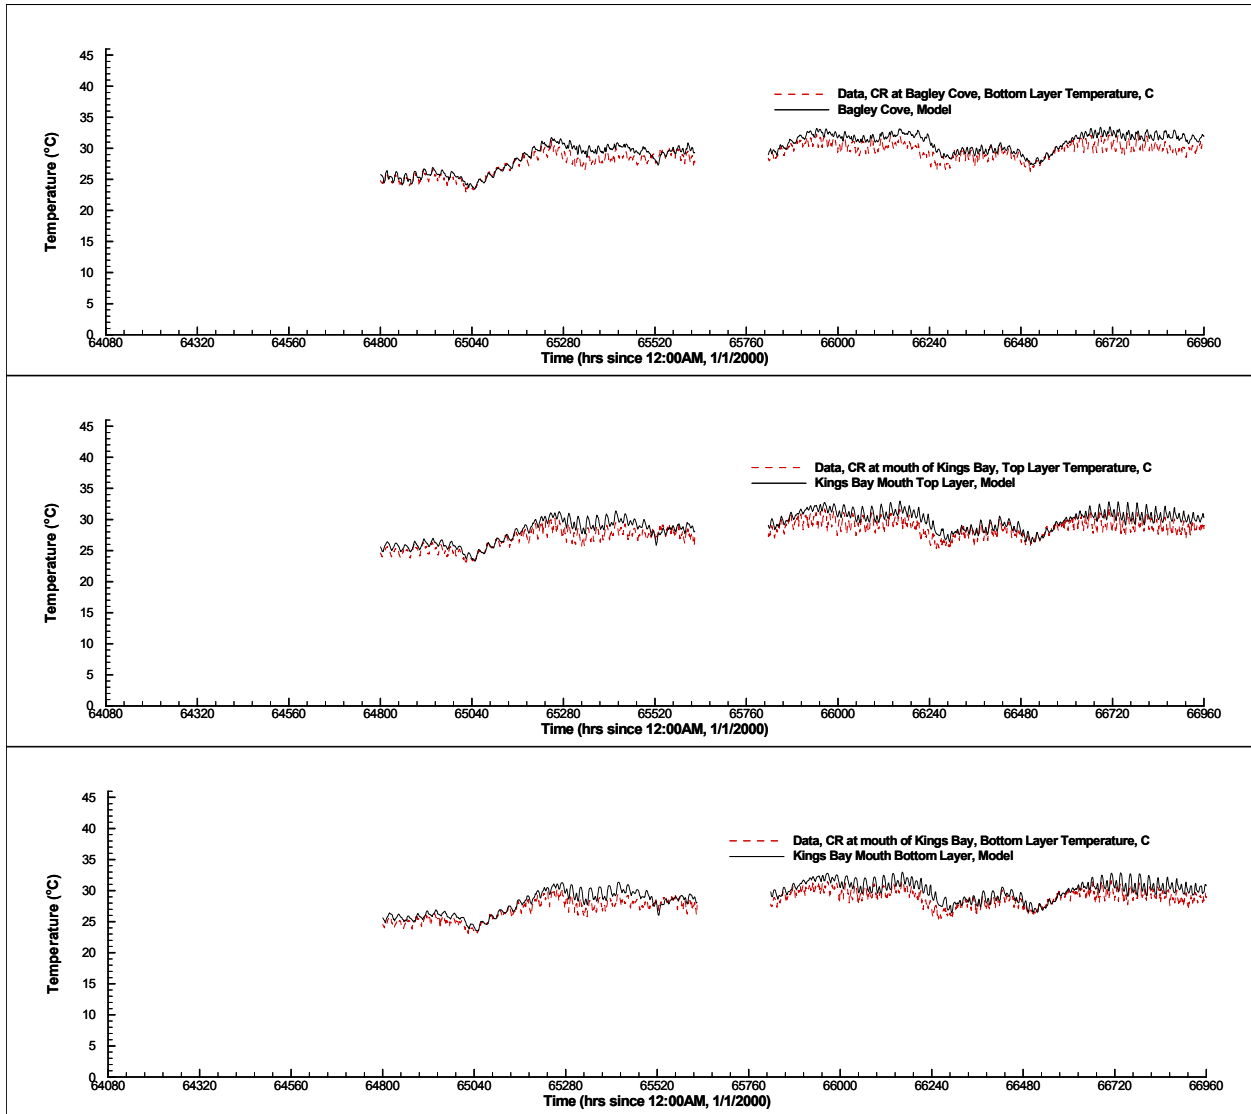 45
40
35
30
25
20
15
10
5
0
Temperature (°C)
Data, CR at Bagley Cove, Bottom Layer Temperature, C
Bagley Cove, Model
64080 64320 64560 64800 65040 65280 65520 65760 66000 66240 66480 66720 66960
Time (hrs since 12:00AM, 1/1/2000)
45
40
35
30
25
20
15
10
5
0
Temperature (°C)
Data, CR at mouth of Kings Bay, Top Layer Temperature, C
Kings Bay Mouth Top Layer, Model
64080 64320 64560 64800 65040 65280 65520 65760 66000 66240 66480 66720 66960
Time (hrs since 12:00AM, 1/1/2000)
45
40
35
30
25
20
15
10
5
0
Temperature (°C)
Data, CR at mouth of Kings Bay, Bottom Layer Temperature, C
Kings Bay Mouth Bottom Layer, Model
64080 64320 64560 64800 65040 65280 65520 65760 66000 66240 66480 66720 66960
Time (hrs since 12:00AM, 1/1/2000)